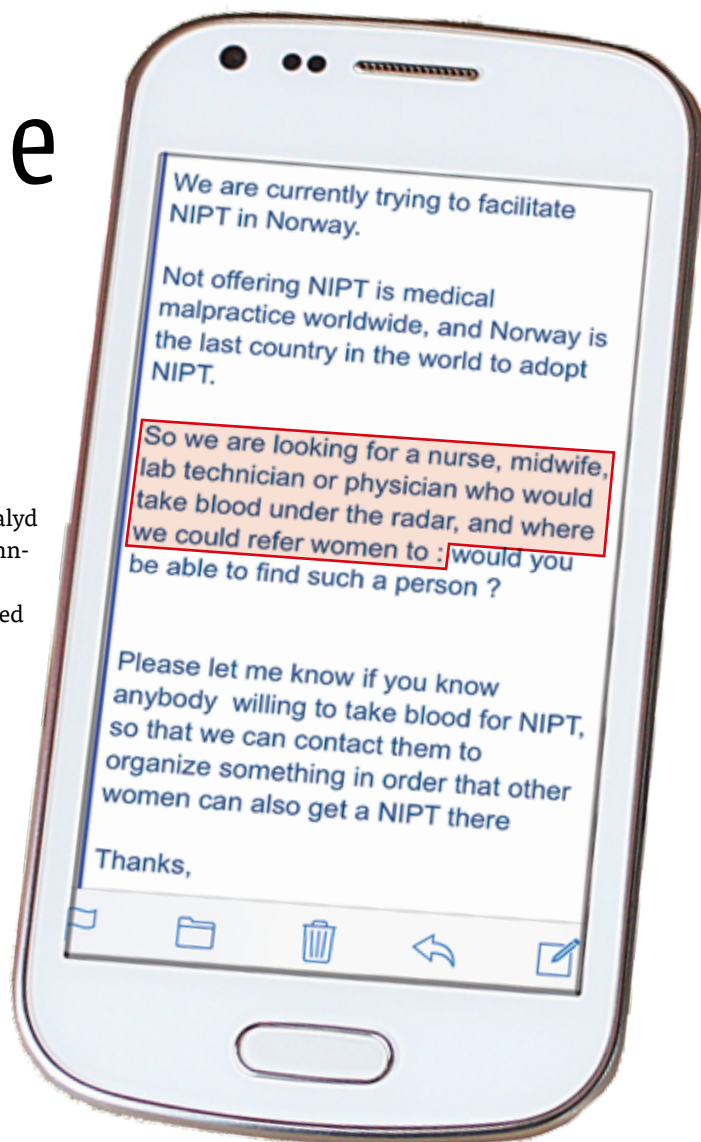 e
alyd
nn-
ed
We are currently trying to facilitate
NIPT in Norway.
Not offering NIPT is medical
malpractice worldwide, and Norway is
the last country in the world to adopt
NIPT.
So we are looking for a nurse, midwife,
lab technician or physician who would
take blood under the radar, and where
we could refer women to : would you
be able to find such a person ?
Please let me know if you know
anybody  willing to take blood for NIPT,
so that we can contact them to
organize something in order that other
women can also get a NIPT there
Thanks,